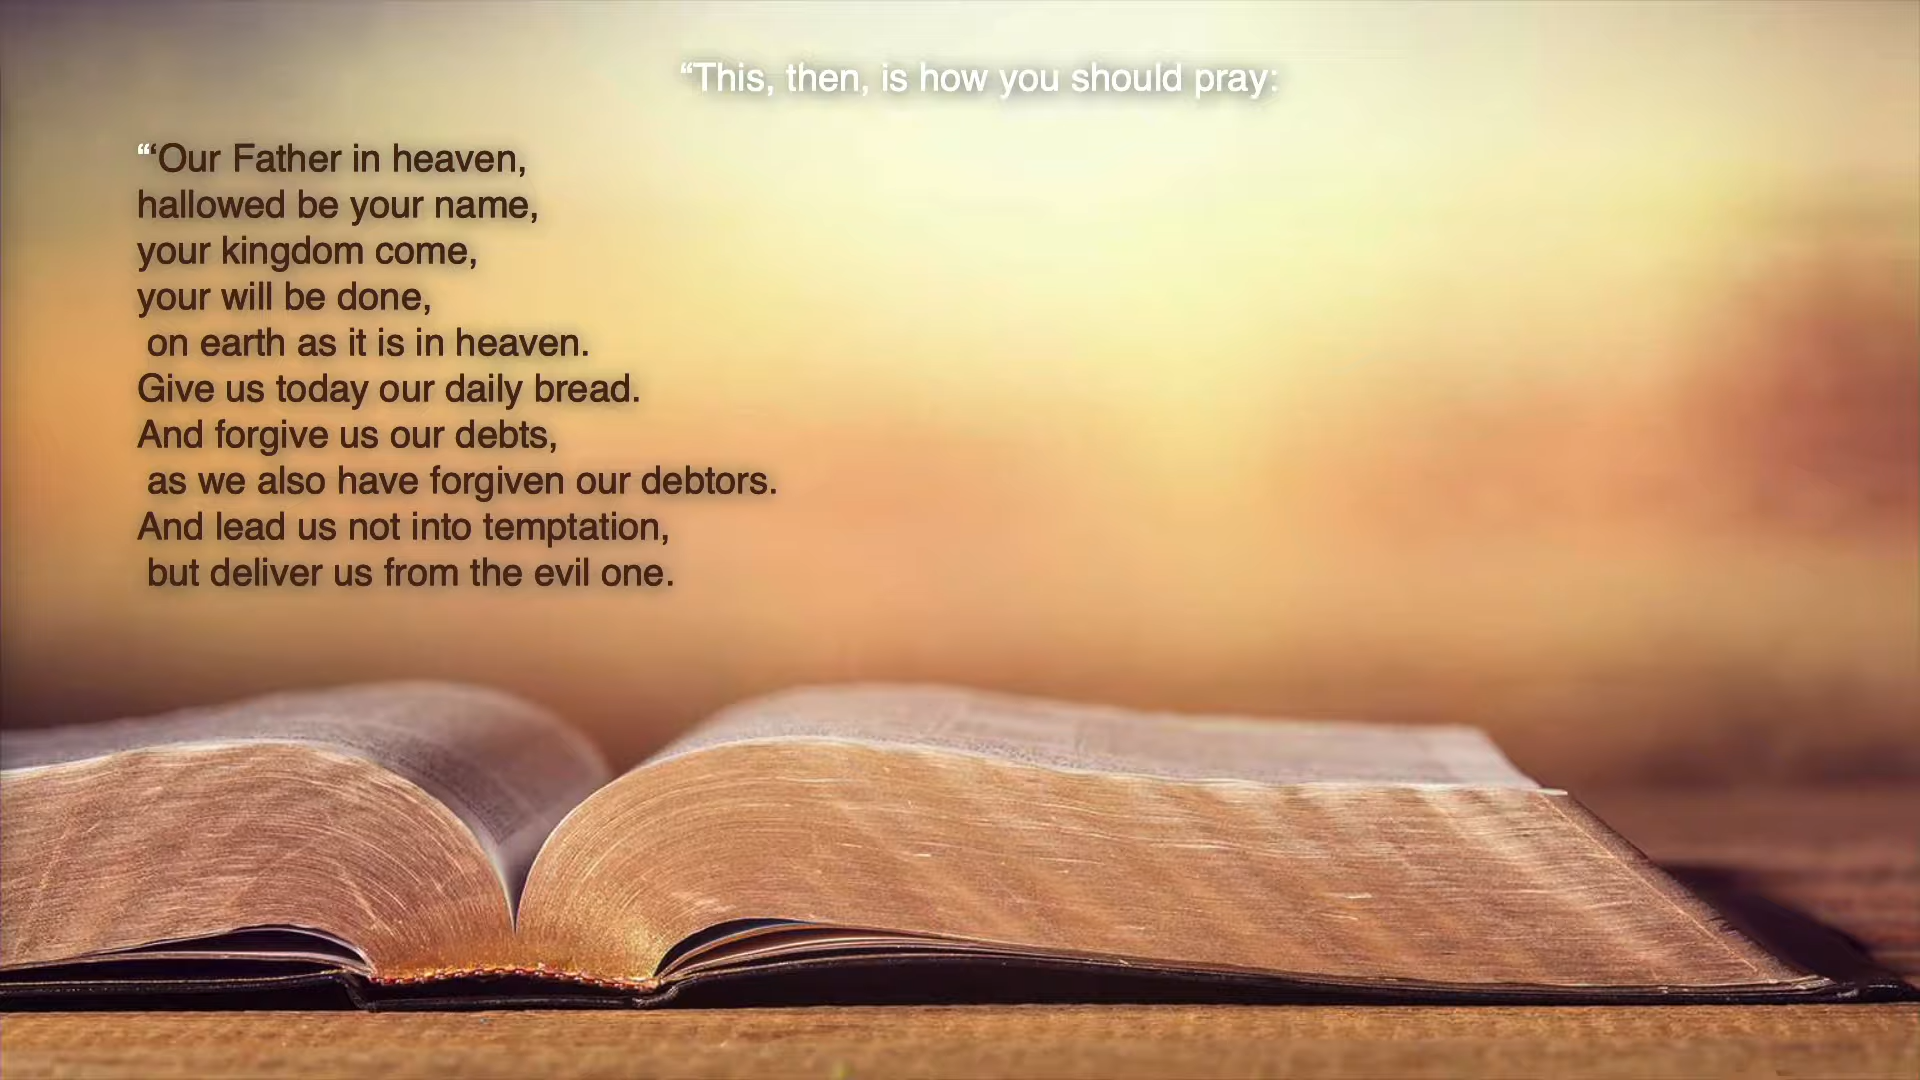 “This, then, is how you should pray:
“‘Our Father in heaven,
hallowed be your name,
your kingdom come,
your will be done,
on earth as it is in heaven.
Give us today our daily bread.
And forgive us our debts,
as we also have forgiven our debtors.
And lead us not into temptation,
but deliver us from the evil one.